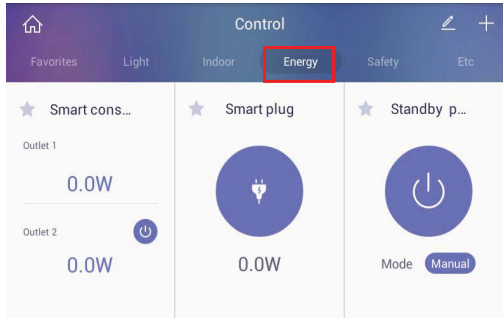 Control
Favorites Light Indoor Energy Safety Etc
Smart cons...
Outlet 1
0.0W
Outlet 2
0.0W
Smart plug
0.0W
Standby p...
Mode Manual